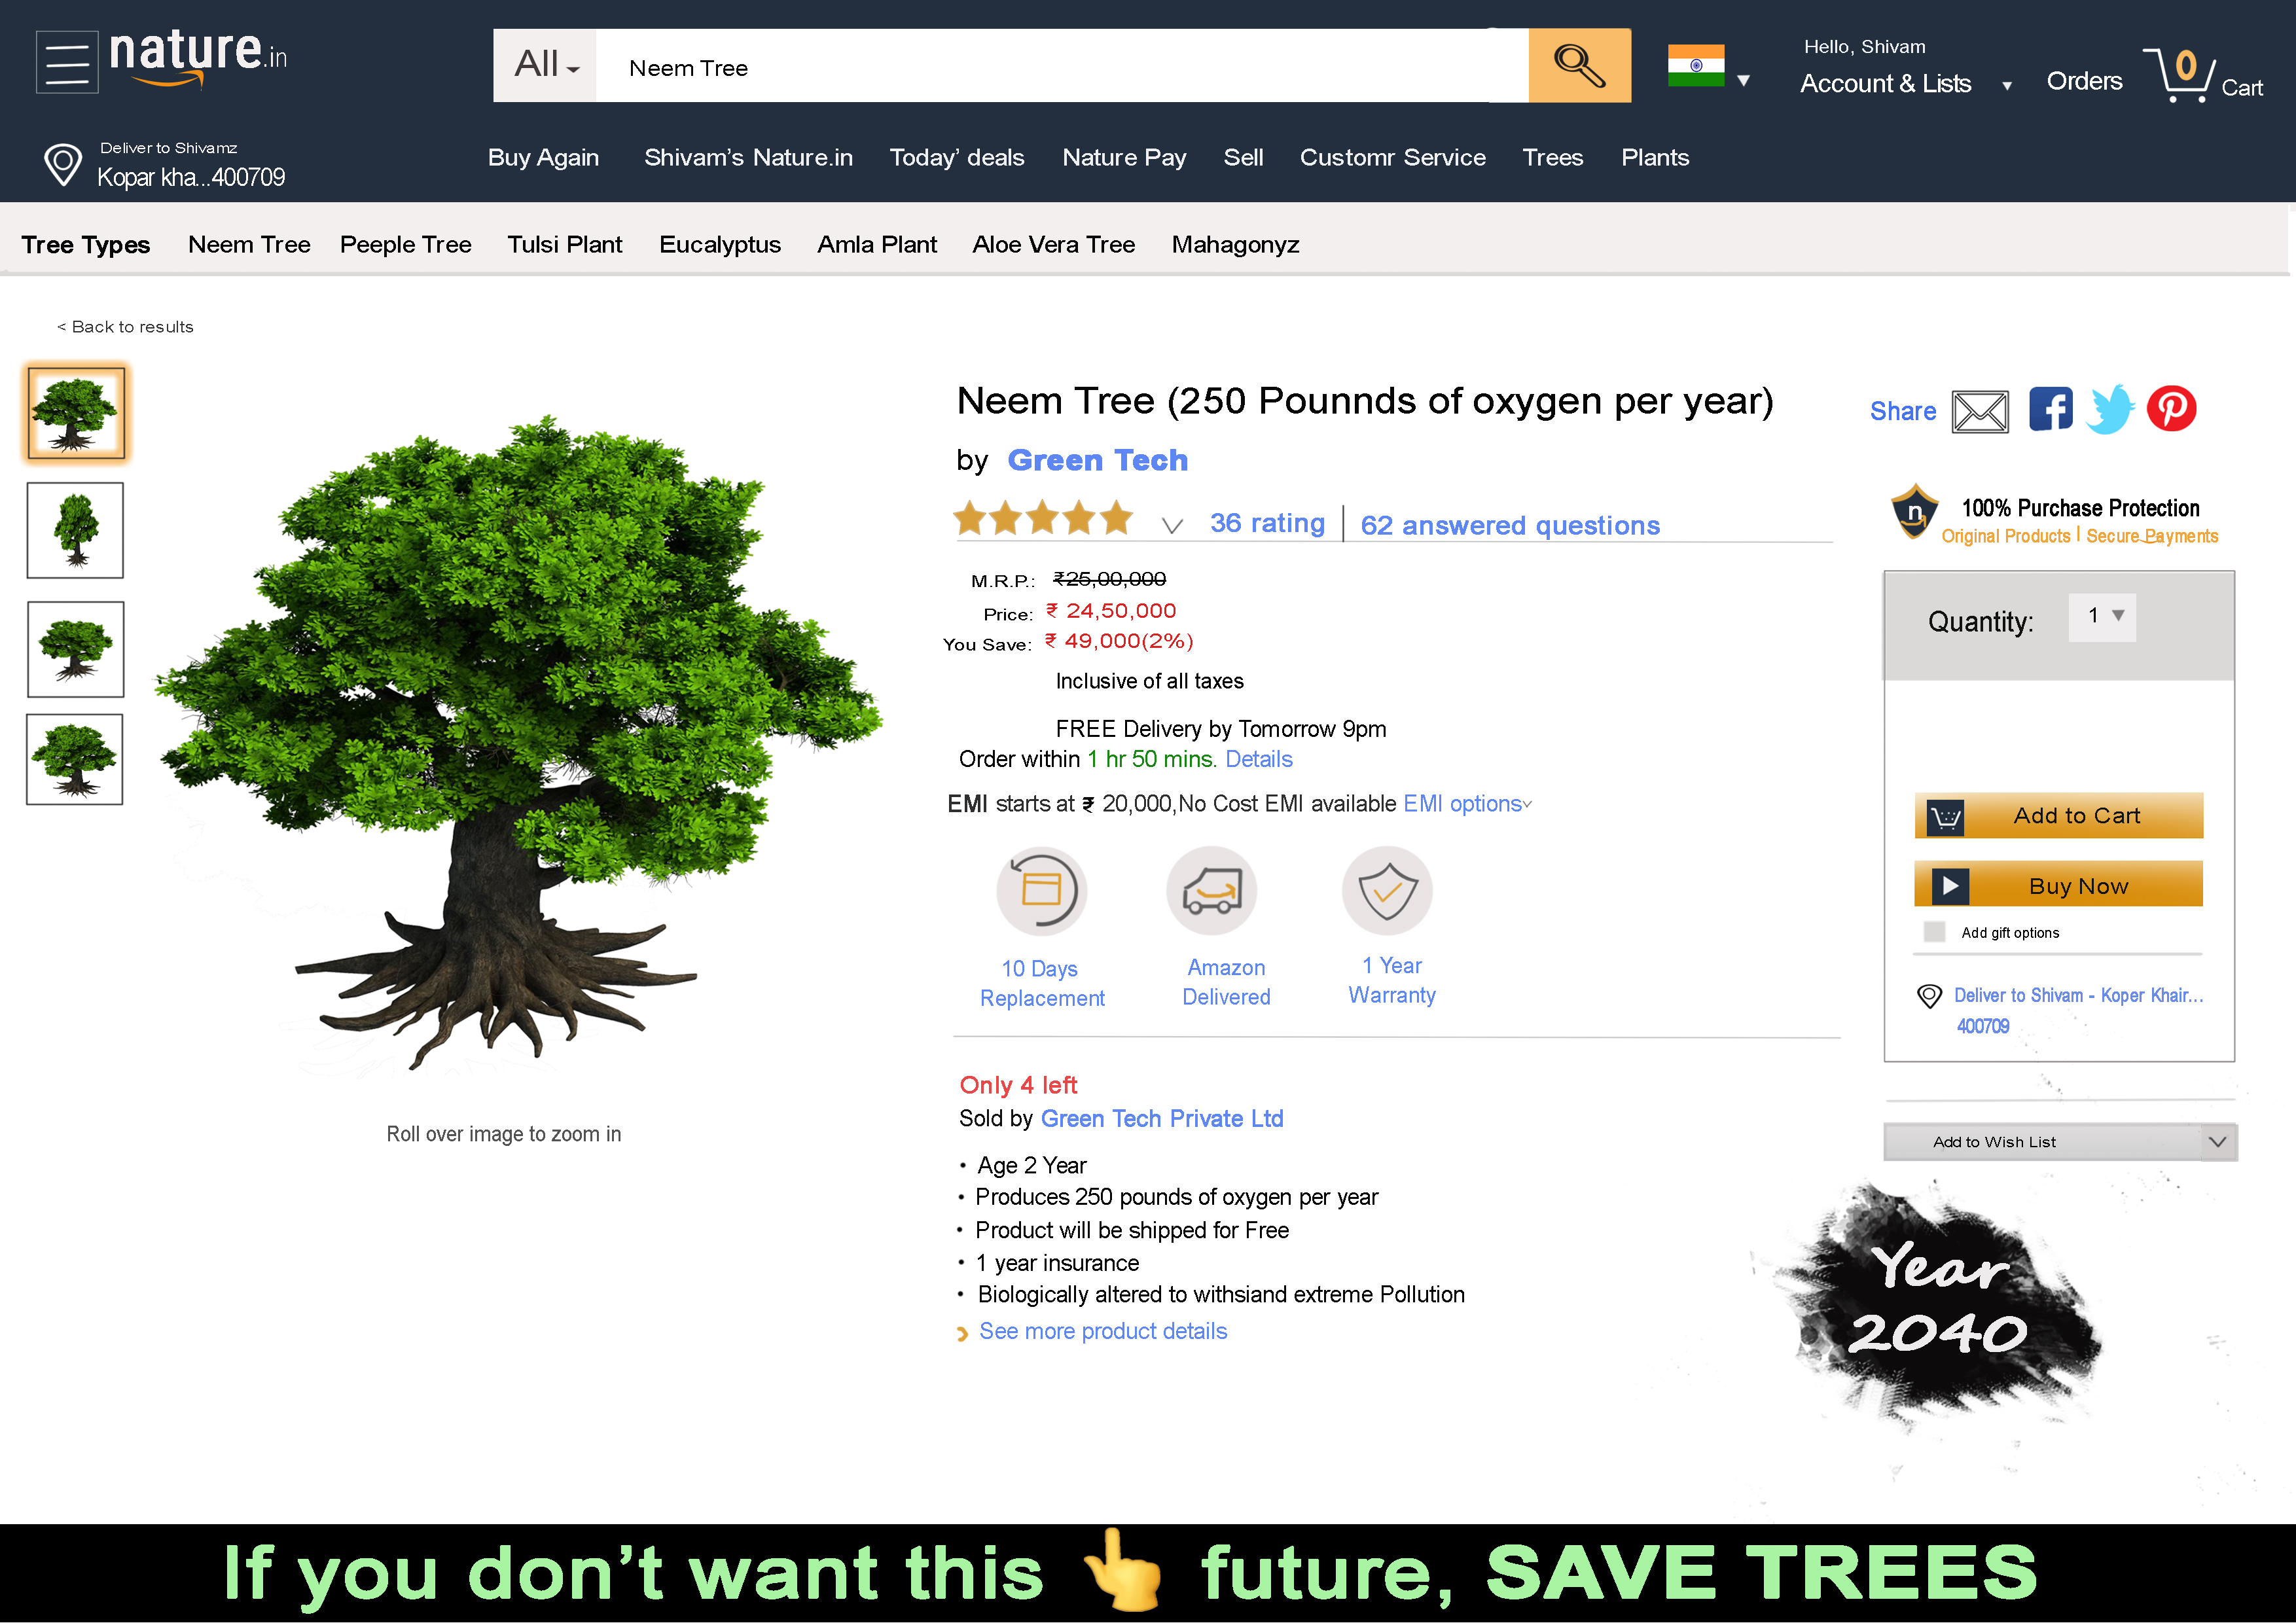 nature.in
All
Neem Tree
Hello, Shivam
Account & Lists
Orders
0
Cart
Deliver to Shivamz
Kopar kha...400709
Buy Again Shivam's Nature.in Today' deals Nature Pay Sell Customr Service Trees Plants
Tree Types Neem Tree Peeple Tree Tulsi Plant Eucalyptus Amla Plant Aloe Vera Tree Mahagonyz
< Back to results
Roll over image to zoom in
Neem Tree (250 Pounnds of oxygen per year)
by Green Tech
36 rating | 62 answered questions
M.R.P.: ₹25,00,000
Price: ₹ 24,50,000
You Save: ₹ 49,000(2%)
Inclusive of all taxes
FREE Delivery by Tomorrow 9pm
Order within 1 hr 50 mins. Details
EMI starts at ₹ 20,000,No Cost EMI available EMI options
10 Days
Replacement
Amazon
Delivered
1 Year
Warranty
Only 4 left
Sold by Green Tech Private Ltd
• Age 2 Year
• Produces 250 pounds of oxygen per year
• Product will be shipped for Free
• 1 year insurance
• Biologically altered to withsiand extreme Pollution
See more product details
Share
n
100% Purchase Protection
Original Products | Secure Payments
Quantity: 1
Add to Cart
Buy Now
Add gift options
Deliver to Shivam - Koper Khair...
400709
Add to Wish List
Year
2040
If you don't want this 👆 future, SAVE TREES